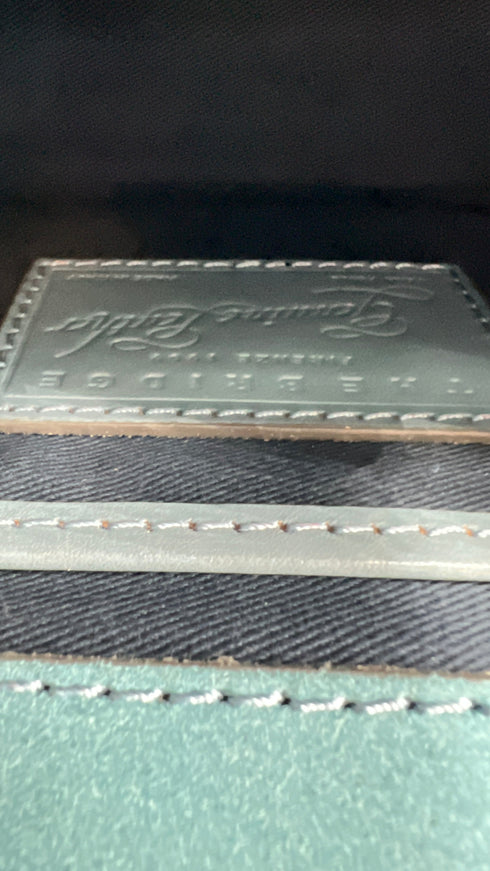 THE BRIDGE
FIRENZE 1969
Genuine Leather